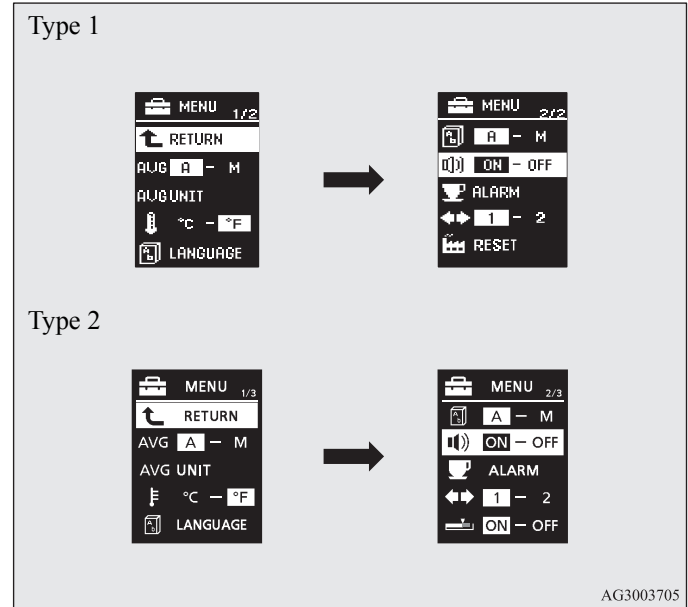 Type 1
MENU 1/2
RETURN
AVG A - M
AVG UNIT
°C - °F
LANGUAGE
MENU 2/2
A - M
ON - OFF
ALARM
1 - 2
RESET
Type 2
MENU 1/3
RETURN
AVG A - M
AVG UNIT
°C - °F
LANGUAGE
MENU 2/3
A - M
ON - OFF
ALARM
1 - 2
ON - OFF
AG3003705